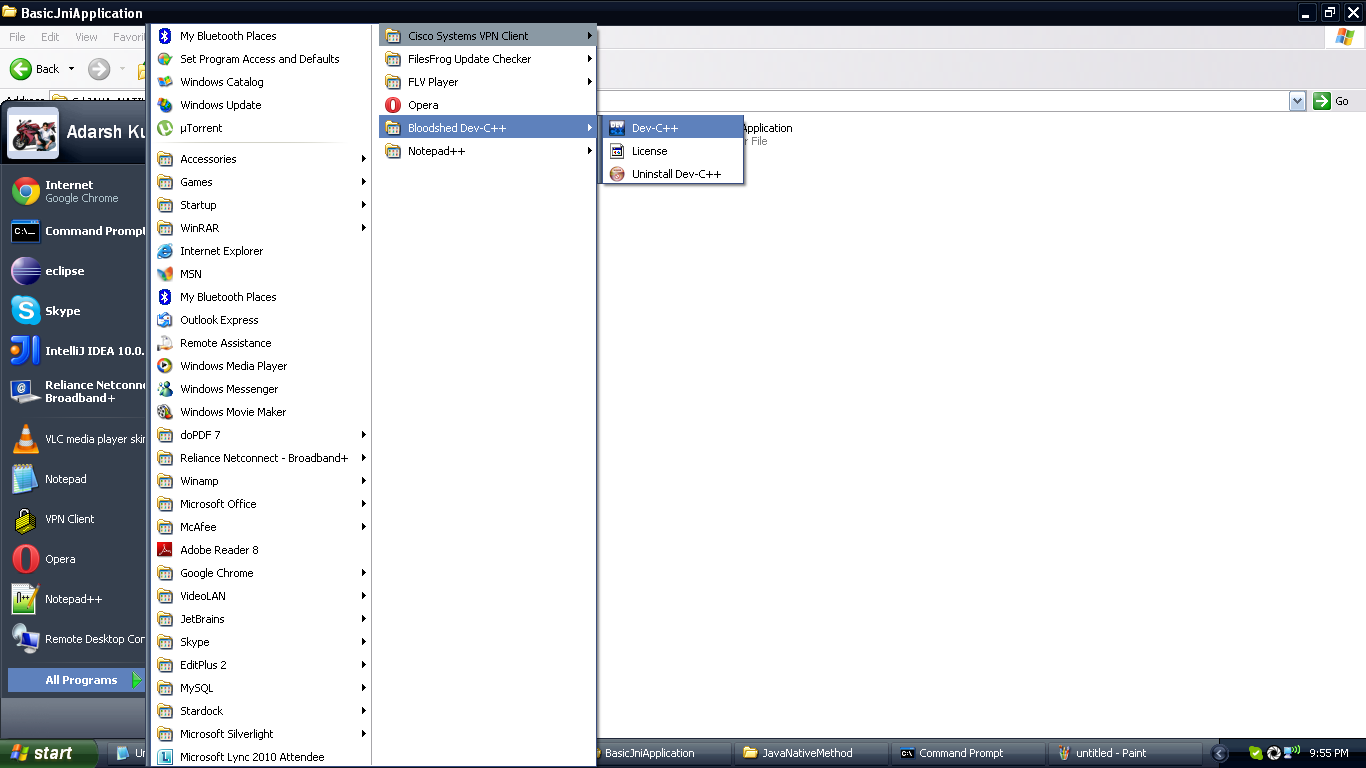 BasicJniApplication
File Edit View Favori
Back
Address
Go
Application
r File
Adarsh Ku
Internet
Google Chrome
C:\_
Command Prompt
eclipse
Skype
IntelliJ IDEA 10.0.
Reliance Netconne
Broadband+
VLC media player skin
Notepad
VPN Client
Opera
Notepad++
Remote Desktop Con
All Programs
My Bluetooth Places
Set Program Access and Defaults
Windows Catalog
Windows Update
µTorrent
Accessories
Games
Startup
WinRAR
Internet Explorer
MSN
My Bluetooth Places
Outlook Express
Remote Assistance
Windows Media Player
Windows Messenger
Windows Movie Maker
doPDF 7
Reliance Netconnect - Broadband+
Winamp
Microsoft Office
McAfee
Adobe Reader 8
Google Chrome
VideoLAN
JetBrains
Skype
EditPlus 2
MySQL
Stardock
Microsoft Silverlight
Microsoft Lync 2010 Attendee
Cisco Systems VPN Client
FilesFrog Update Checker
FLV Player
Opera
Bloodshed Dev-C++
Notepad++
Dev-C++
License
Uninstall Dev-C++
start
Un
BasicJniApplication
JavaNativeMethod
Command Prompt
untitled - Paint
9:55 PM